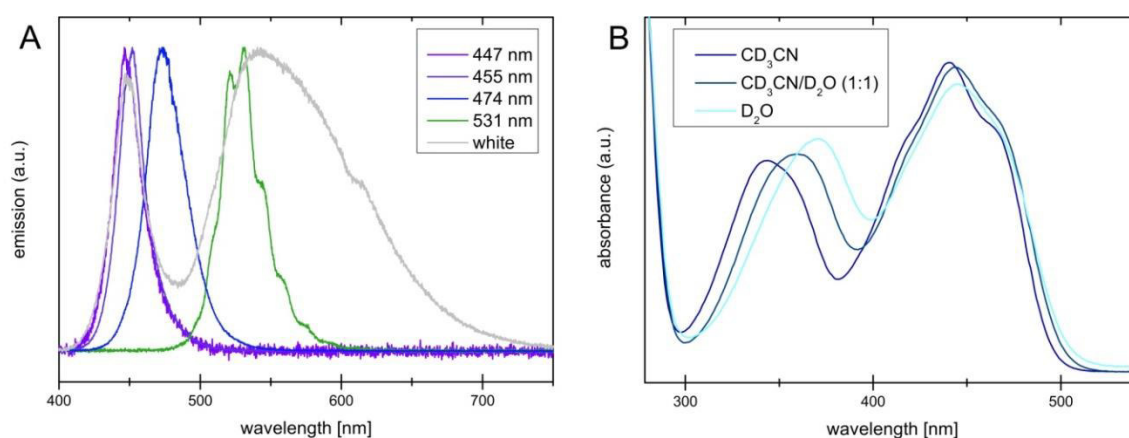 A
447 nm
455 nm
474 nm
531 nm
white
emission (a.u.)
400
500
600
700
wavelength [nm]
B
CD₃CN
CD₃CN/D₂O (1:1)
D₂O
absorbance (a.u.)
300
400
500
wavelength [nm]